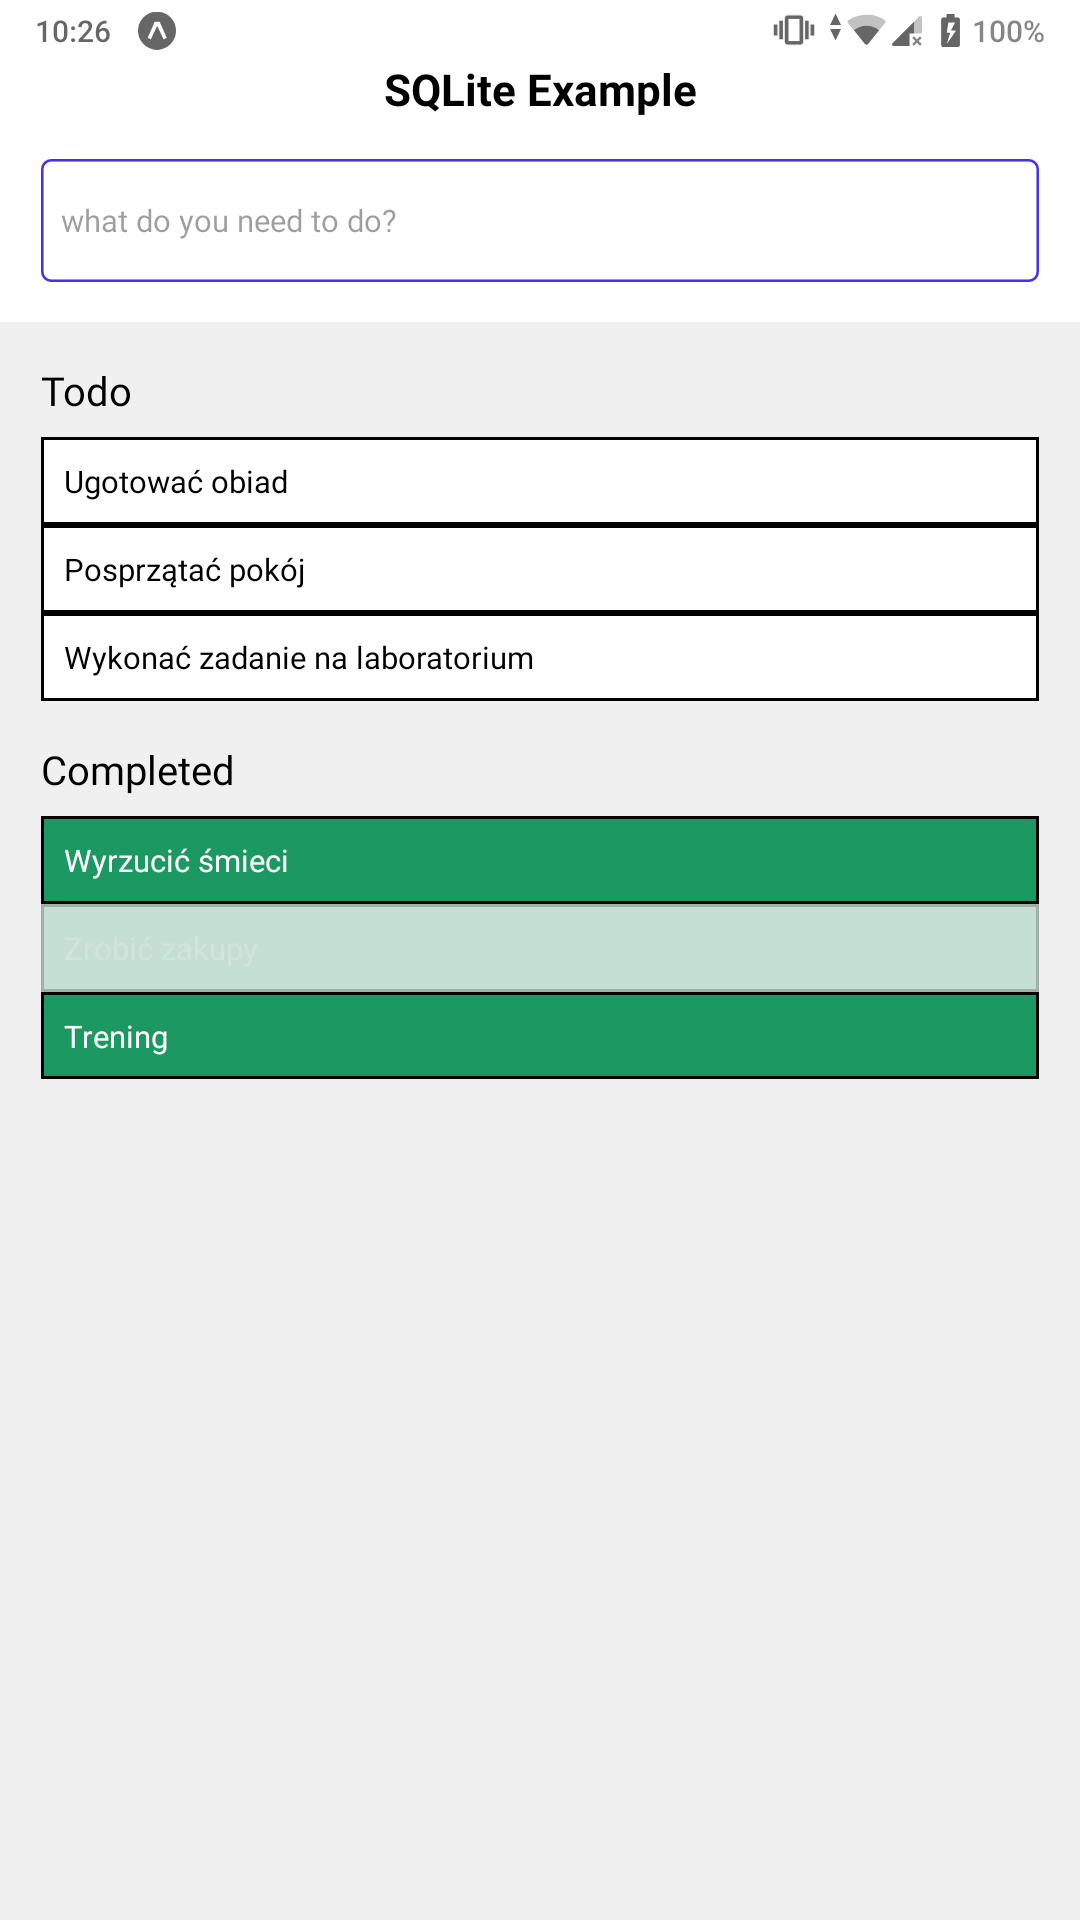 10:26 100%
SQLite Example
what do you need to do?
Todo
Ugotować obiad
Posprzątać pokój
Wykonać zadanie na laboratorium
Completed
Wyrzucić śmieci
Zrobić zakupy
Trening